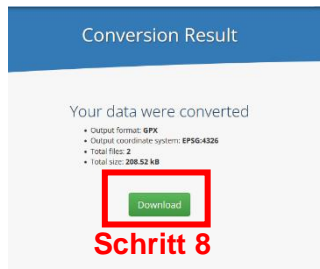 Conversion Result
Your data were converted
• Output format: GPX
• Output coordinate system: EPSG:4326
• Total files: 2
• Total size: 208.52 kB
Download
Schritt 8